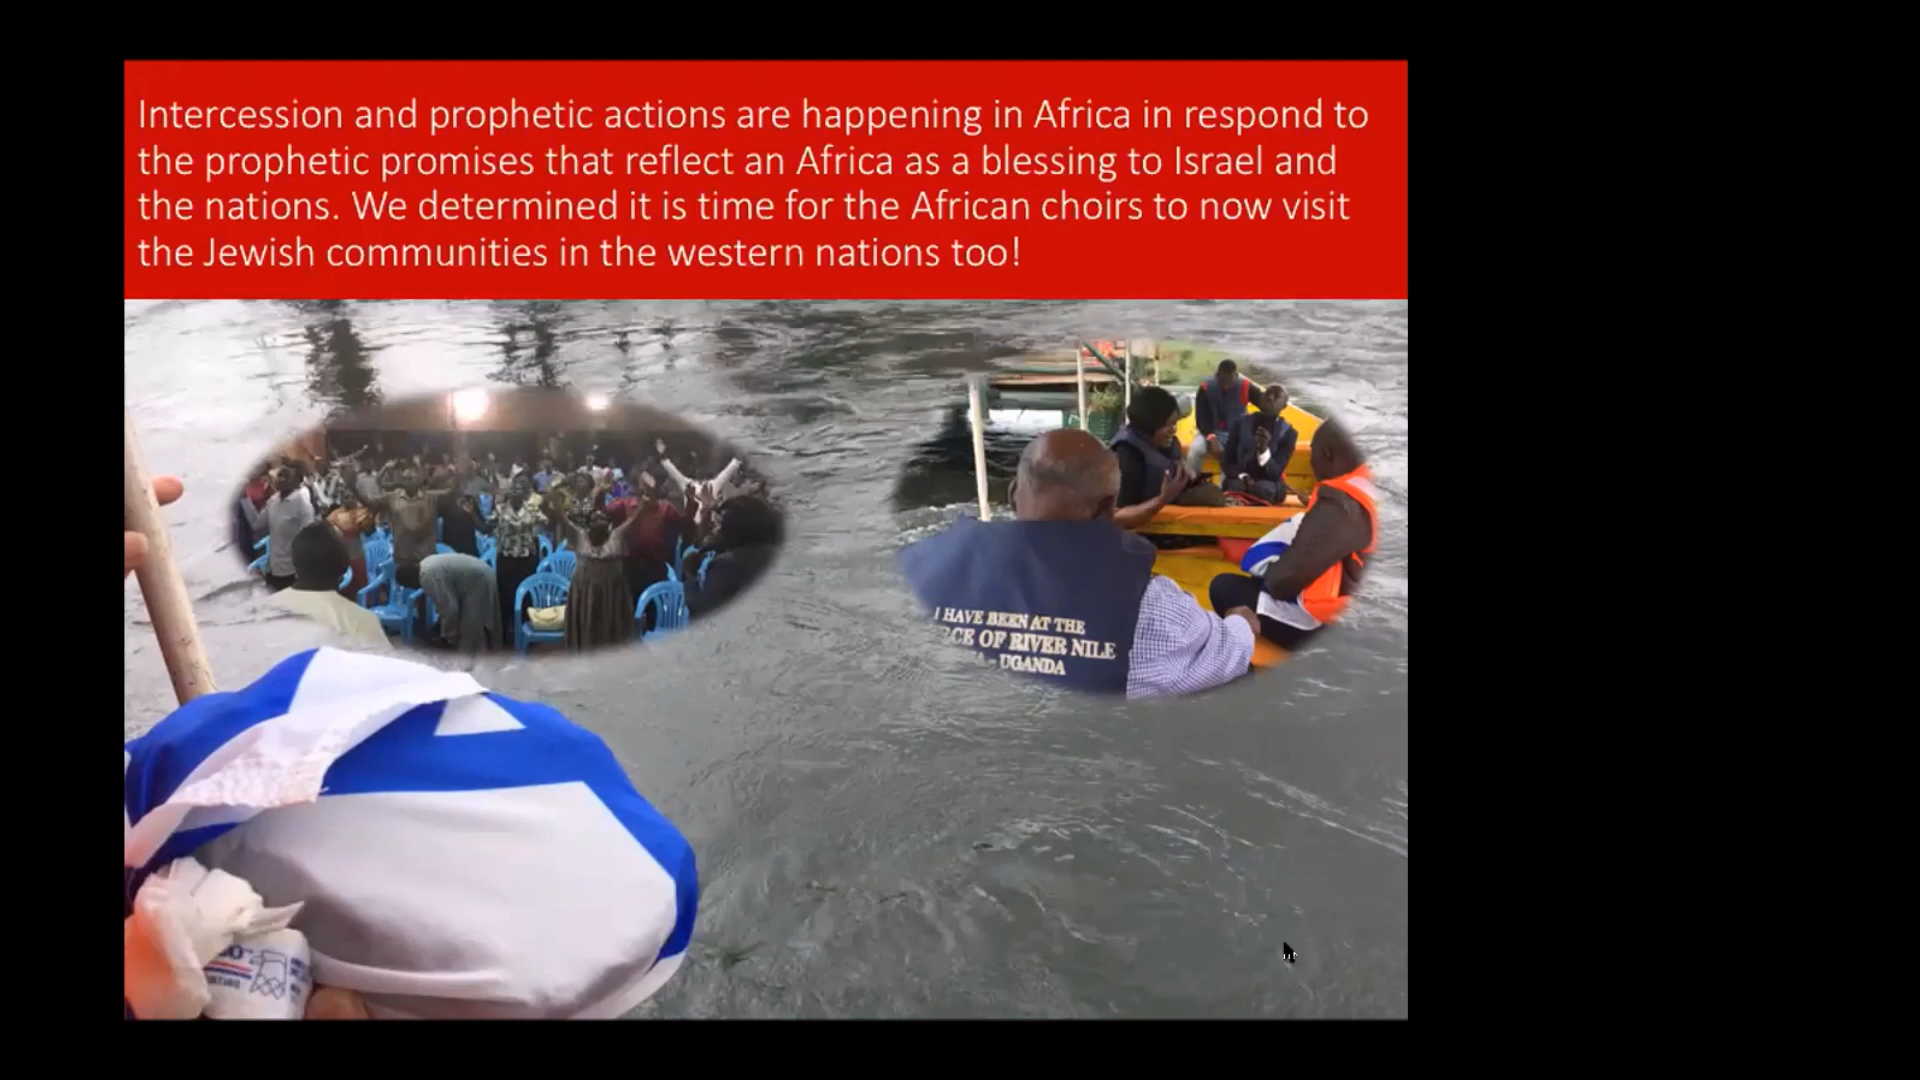 Intercession and prophetic actions are happening in Africa in respond to
the prophetic promises that reflect an Africa as a blessing to Israel and
the nations. We determined it is time for the African choirs to now visit
the Jewish communities in the western nations too!
I HAVE BEEN AT THE
OF RIVER NILE
- UGANDA